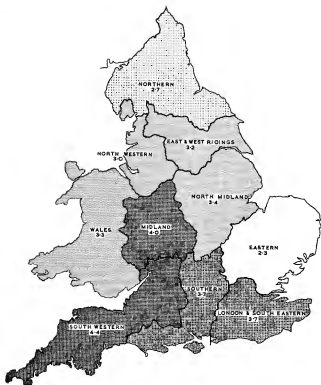 NORTHERN
2·7
EAST & WEST RIDINGS
3·2
NORTH WESTERN
3·0
NORTH MIDLAND
3·4
WALES
3·3
MIDLAND
4·0
EASTERN
2·3
SOUTHERN
3·7
LONDON & SOUTH EASTERN
3·7
SOUTH WESTERN
4·4